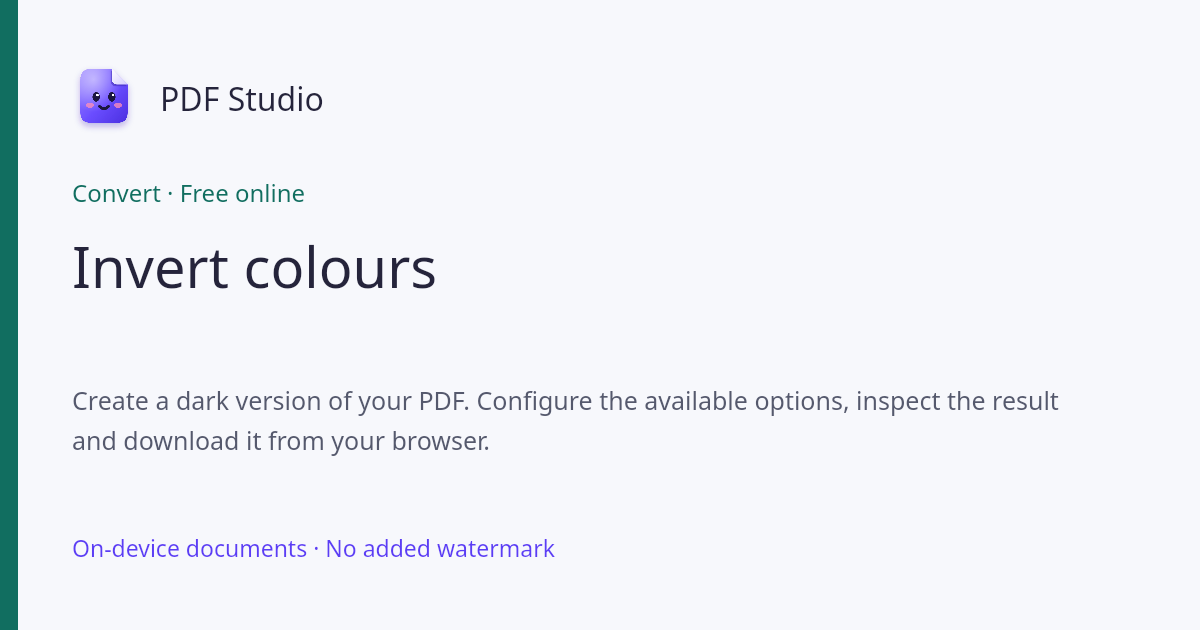 PDF Studio
Convert · Free online
Invert colours
Create a dark version of your PDF. Configure the available options, inspect the result
and download it from your browser.
On-device documents · No added watermark